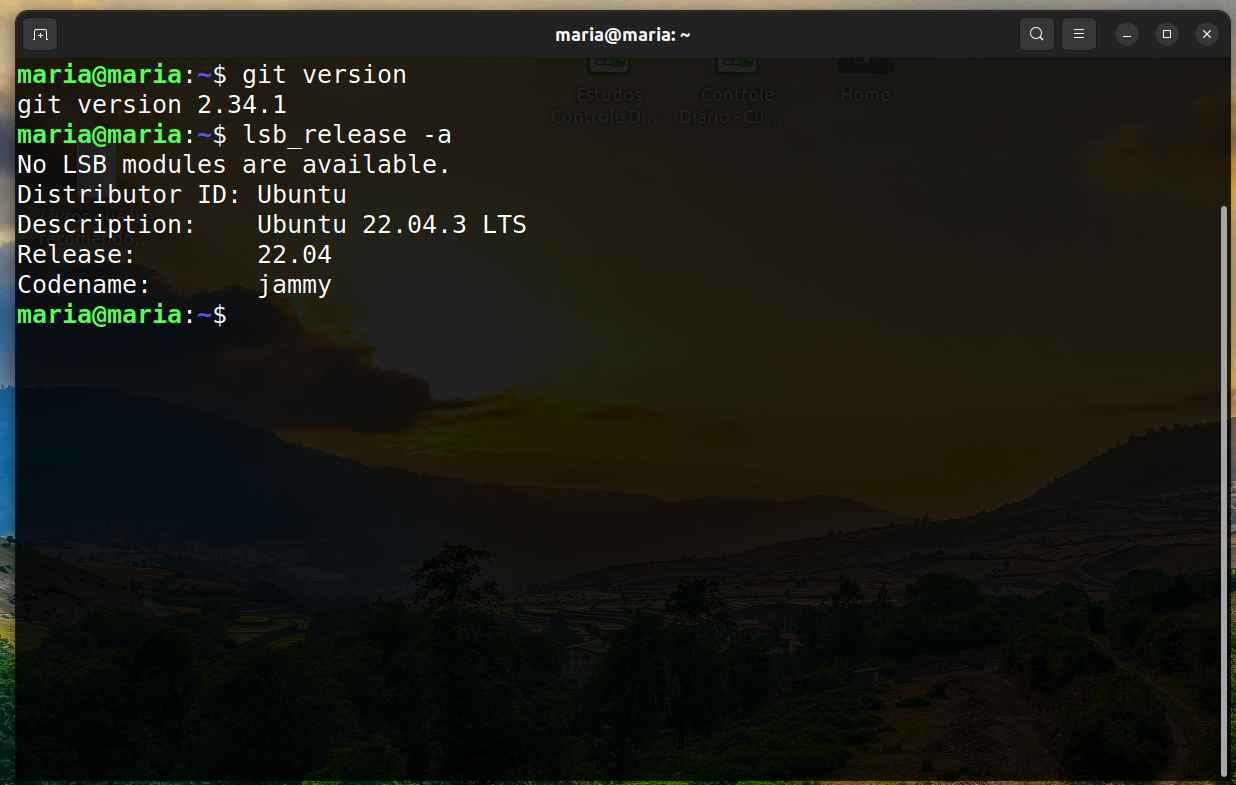 maria@maria: ~
maria@maria:~$ git version
git version 2.34.1
maria@maria:~$ lsb_release -a
No LSB modules are available.
Distributor ID: Ubuntu
Description:    Ubuntu 22.04.3 LTS
Release:        22.04
Codename:       jammy
maria@maria:~$
Estudos
Controle Di...
Controle
Diario - Cu...
Home